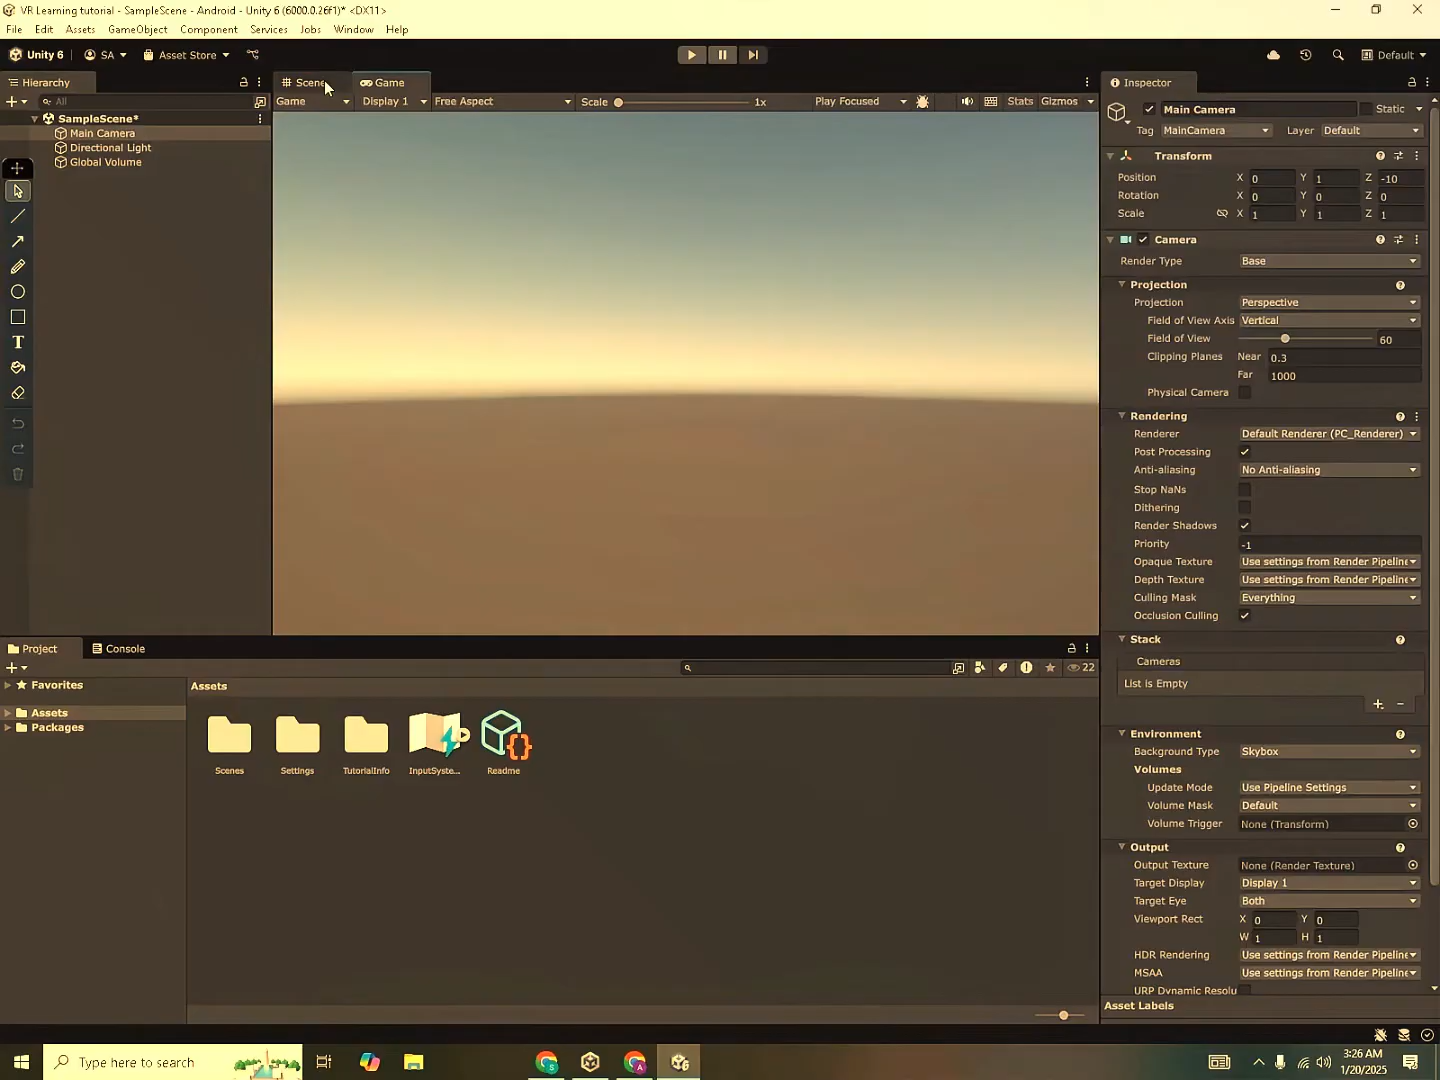 VR Learning tutorial - SampleScene - Android - Unity 6 (6000.0.26f1)* <DX11>
File Edit Assets GameObject Component Services Jobs Window Help
Unity 6 SA Asset Store Default
Hierarchy Scene Game Inspector
All Game Display 1 Free Aspect Scale 1x Play Focused Stats Gizmos
SampleScene*
Main Camera
Directional Light
Global Volume
T
Main Camera Static
Tag MainCamera Layer Default
Transform
Position X 0 Y 1 Z -10
Rotation X 0 Y 0 Z 0
Scale X 1 Y 1 Z 1
Camera
Render Type Base
Projection
Projection Perspective
Field of View Axis Vertical
Field of View 60
Clipping Planes Near 0.3
Far 1000
Physical Camera
Rendering
Renderer Default Renderer (PC_Renderer)
Post Processing
Anti-aliasing No Anti-aliasing
Stop NaNs
Dithering
Render Shadows
Priority -1
Opaque Texture Use settings from Render Pipeline
Depth Texture Use settings from Render Pipeline
Culling Mask Everything
Occlusion Culling
Stack
Cameras
List is Empty
Environment
Background Type Skybox
Volumes
Update Mode Use Pipeline Settings
Volume Mask Default
Volume Trigger None (Transform)
Output
Output Texture None (Render Texture)
Target Display Display 1
Target Eye Both
Viewport Rect X 0 Y 0
W 1 H 1
HDR Rendering Use settings from Render Pipeline
MSAA Use settings from Render Pipeline
URP Dynamic Resolu
Asset Labels
Project Console
22
Favorites
Assets
Packages
Assets
Scenes Settings TutorialInfo InputSyste... Readme
Type here to search
3:26 AM
1/20/2025